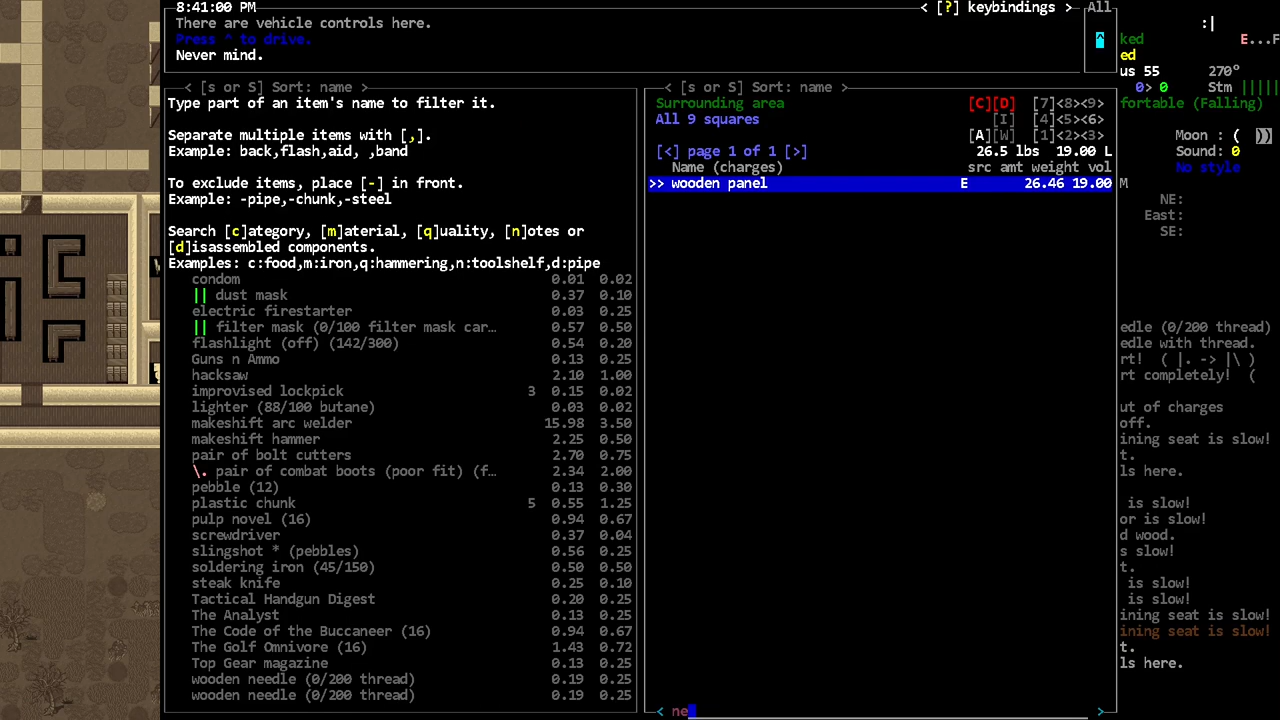 8:41:00 PM < [?] keybindings > All
There are vehicle controls here. :|
Press ^ to drive. ^ ked E...F
Never mind. ed
us 55 270°
< [s or S] Sort: name > < [s or S] Sort: name > 0> 0 Stm |||||
Type part of an item's name to filter it. Surrounding area [C][D] [7]<8><9> fortable (Falling)
All 9 squares [I] [4]<5><6>
Separate multiple items with [,]. [A][W] [1]<2><3> Moon : ( ))
Example: back,flash,aid, ,band [<] page 1 of 1 [>] 26.5 lbs 19.00 L Sound: 0
Name (charges) src amt weight vol No style
To exclude items, place [-] in front. >> wooden panel E 26.46 19.00 M
Example: -pipe,-chunk,-steel NE:
East:
Search [c]ategory, [m]aterial, [q]uality, [n]otes or SE:
[d]isassembled components.
Examples: c:food,m:iron,q:hammering,n:toolshelf,d:pipe
condom 0.01 0.02
|| dust mask 0.37 0.10
electric firestarter 0.03 0.25
|| filter mask (0/100 filter mask car… 0.57 0.50 edle (0/200 thread)
flashlight (off) (142/300) 0.54 0.20 edle with thread.
Guns n Ammo 0.13 0.25 rt! ( |. -> |\ )
hacksaw 2.10 1.00 rt completely! (
improvised lockpick 3 0.15 0.02
lighter (88/100 butane) 0.03 0.02 ut of charges
makeshift arc welder 15.98 3.50 off.
makeshift hammer 2.25 0.50 ining seat is slow!
pair of bolt cutters 2.70 0.75 t.
\. pair of combat boots (poor fit) (f… 2.34 2.00 ls here.
pebble (12) 0.13 0.30
plastic chunk 5 0.55 1.25 is slow!
pulp novel (16) 0.94 0.67 or is slow!
screwdriver 0.37 0.04 d wood.
slingshot * (pebbles) 0.56 0.25 s slow!
soldering iron (45/150) 0.50 0.50 t.
steak knife 0.25 0.10 is slow!
Tactical Handgun Digest 0.20 0.25 is slow!
The Analyst 0.13 0.25 ining seat is slow!
The Code of the Buccaneer (16) 0.94 0.67 ining seat is slow!
The Golf Omnivore (16) 1.43 0.72 t.
Top Gear magazine 0.13 0.25 ls here.
wooden needle (0/200 thread) 0.19 0.25
wooden needle (0/200 thread) 0.19 0.25
< ne >